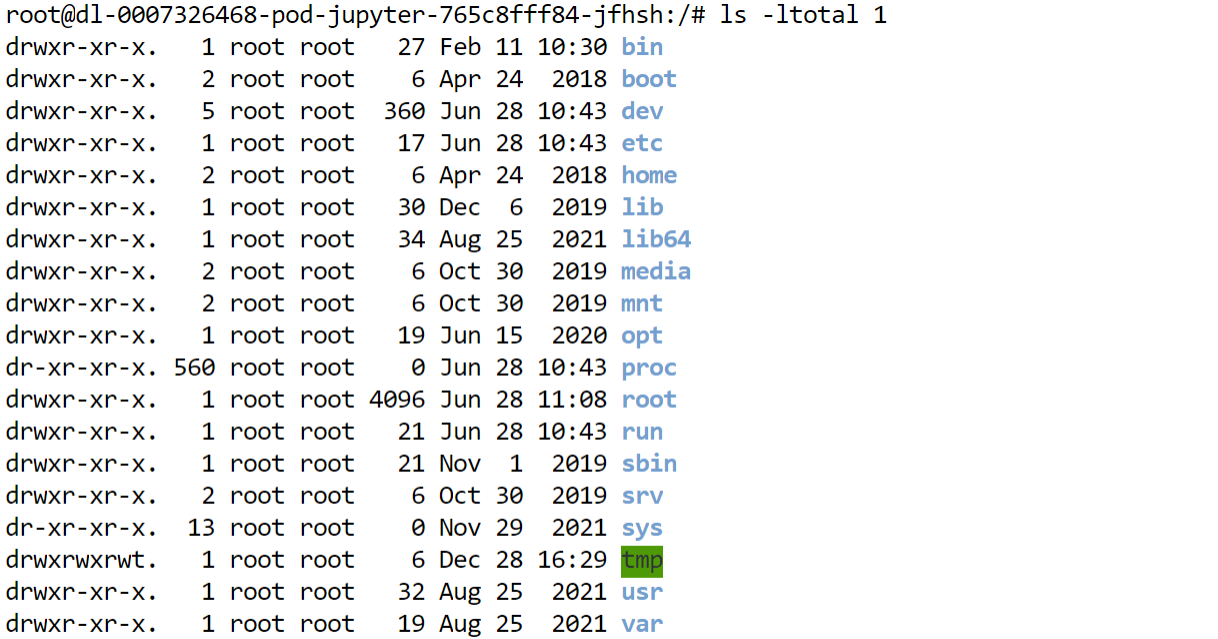 root@dl-0007326468-pod-jupyter-765c8fff84-jfhsh:/# ls -ltotal 1
drwxr-xr-x.   1 root root   27 Feb 11 10:30 bin
drwxr-xr-x.   2 root root    6 Apr 24  2018 boot
drwxr-xr-x.   5 root root  360 Jun 28 10:43 dev
drwxr-xr-x.   1 root root   17 Jun 28 10:43 etc
drwxr-xr-x.   2 root root    6 Apr 24  2018 home
drwxr-xr-x.   1 root root   30 Dec  6  2019 lib
drwxr-xr-x.   1 root root   34 Aug 25  2021 lib64
drwxr-xr-x.   2 root root    6 Oct 30  2019 media
drwxr-xr-x.   2 root root    6 Oct 30  2019 mnt
drwxr-xr-x.   1 root root   19 Jun 15  2020 opt
dr-xr-xr-x. 560 root root    0 Jun 28 10:43 proc
drwxr-xr-x.   1 root root 4096 Jun 28 11:08 root
drwxr-xr-x.   1 root root   21 Jun 28 10:43 run
drwxr-xr-x.   1 root root   21 Nov  1  2019 sbin
drwxr-xr-x.   2 root root    6 Oct 30  2019 srv
dr-xr-xr-x.  13 root root    0 Nov 29  2021 sys
drwxrwxrwt.   1 root root    6 Dec 28 16:29 tmp
drwxr-xr-x.   1 root root   32 Aug 25  2021 usr
drwxr-xr-x.   1 root root   19 Aug 25  2021 var